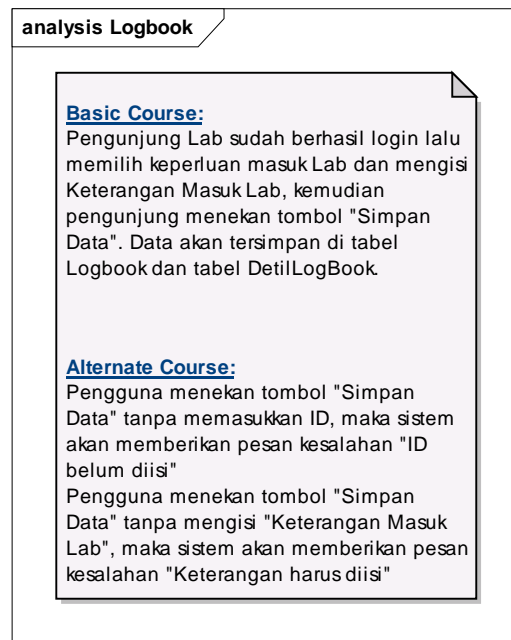 analysis Logbook
Basic Course:
Pengunjung Lab sudah berhasil login lalu
memilih keperluan masuk Lab dan mengisi
Keterangan Masuk Lab, kemudian
pengunjung menekan tombol "Simpan
Data". Data akan tersimpan di tabel
Logbook dan tabel DetilLogBook.
Alternate Course:
Pengguna menekan tombol "Simpan
Data" tanpa memasukkan ID, maka sistem
akan memberikan pesan kesalahan "ID
belum diisi"
Pengguna menekan tombol "Simpan
Data" tanpa mengisi "Keterangan Masuk
Lab", maka sistem akan memberikan pesan
kesalahan "Keterangan harus diisi"